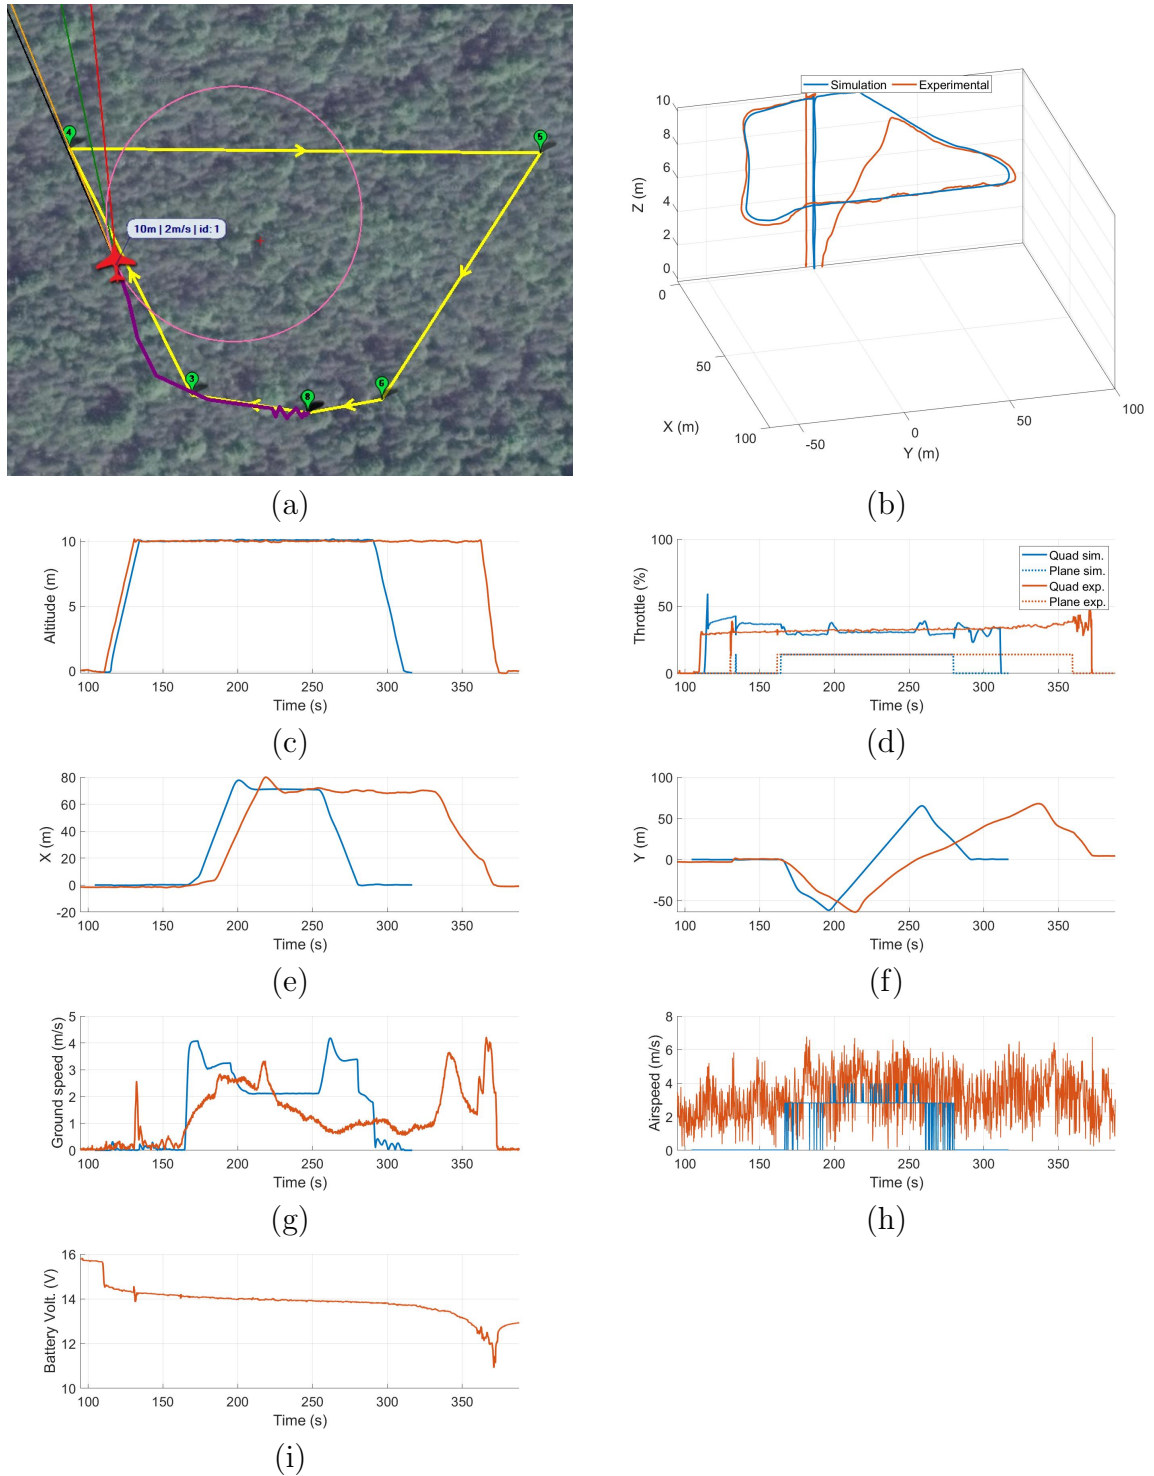 4
5
10m | 2m/s | id: 1
3
8
6
(a)
Simulation Experimental
10
8
6
4
2
0
Z (m)
0
50
100
X (m)
-50
0
50
100
Y (m)
(b)
10
5
0
Altitude (m)
100 150 200 250 300 350
Time (s)
(c)
100
50
0
Throttle (%)
Quad sim.
Plane sim.
Quad exp.
Plane exp.
100 150 200 250 300 350
Time (s)
(d)
80
60
40
20
0
-20
X (m)
100 150 200 250 300 350
Time (s)
(e)
100
50
0
-50
Y (m)
100 150 200 250 300 350
Time (s)
(f)
5
4
3
2
1
0
Ground speed (m/s)
100 150 200 250 300 350
Time (s)
(g)
8
6
4
2
0
Airspeed (m/s)
100 150 200 250 300 350
Time (s)
(h)
16
14
12
10
Battery Volt. (V)
100 150 200 250 300 350
Time (s)
(i)